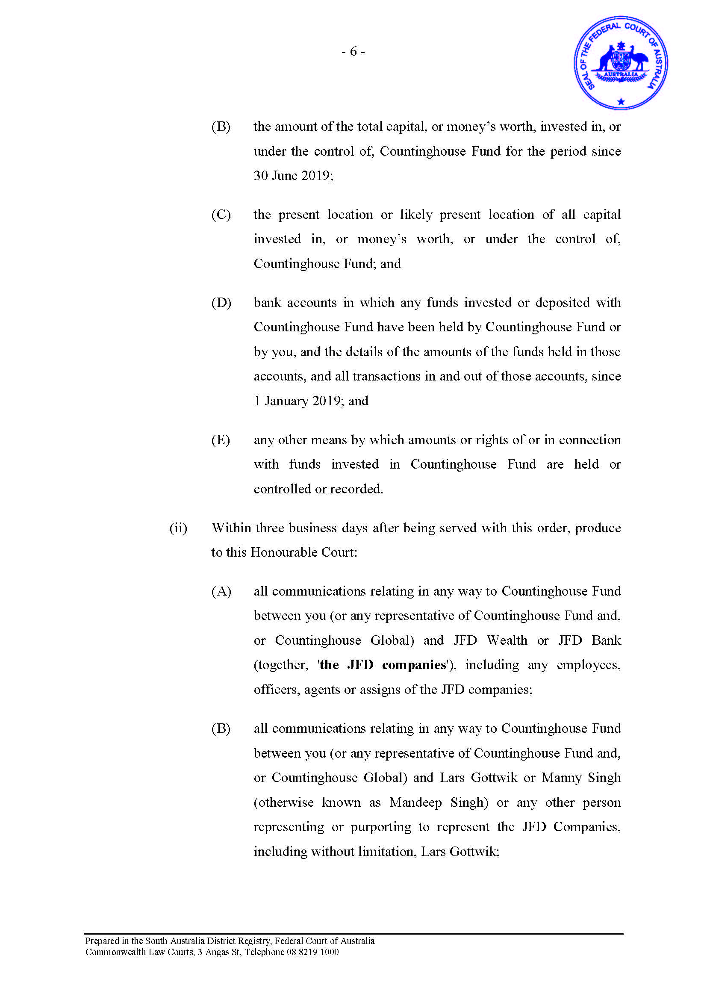 - 6 -
SEAL OF THE FEDERAL COURT OF AUSTRALIA
AUSTRALIA
(B) the amount of the total capital, or money’s worth, invested in, or
under the control of, Countinghouse Fund for the period since
30 June 2019;
(C) the present location or likely present location of all capital
invested in, or money’s worth, or under the control of,
Countinghouse Fund; and
(D) bank accounts in which any funds invested or deposited with
Countinghouse Fund have been held by Countinghouse Fund or
by you, and the details of the amounts of the funds held in those
accounts, and all transactions in and out of those accounts, since
1 January 2019; and
(E) any other means by which amounts or rights of or in connection
with funds invested in Countinghouse Fund are held or
controlled or recorded.
(ii) Within three business days after being served with this order, produce
to this Honourable Court:
(A) all communications relating in any way to Countinghouse Fund
between you (or any representative of Countinghouse Fund and,
or Countinghouse Global) and JFD Wealth or JFD Bank
(together, 'the JFD companies'), including any employees,
officers, agents or assigns of the JFD companies;
(B) all communications relating in any way to Countinghouse Fund
between you (or any representative of Countinghouse Fund and,
or Countinghouse Global) and Lars Gottwik or Manny Singh
(otherwise known as Mandeep Singh) or any other person
representing or purporting to represent the JFD Companies,
including without limitation, Lars Gottwik;
Prepared in the South Australia District Registry, Federal Court of Australia
Commonwealth Law Courts, 3 Angas St, Telephone 08 8219 1000